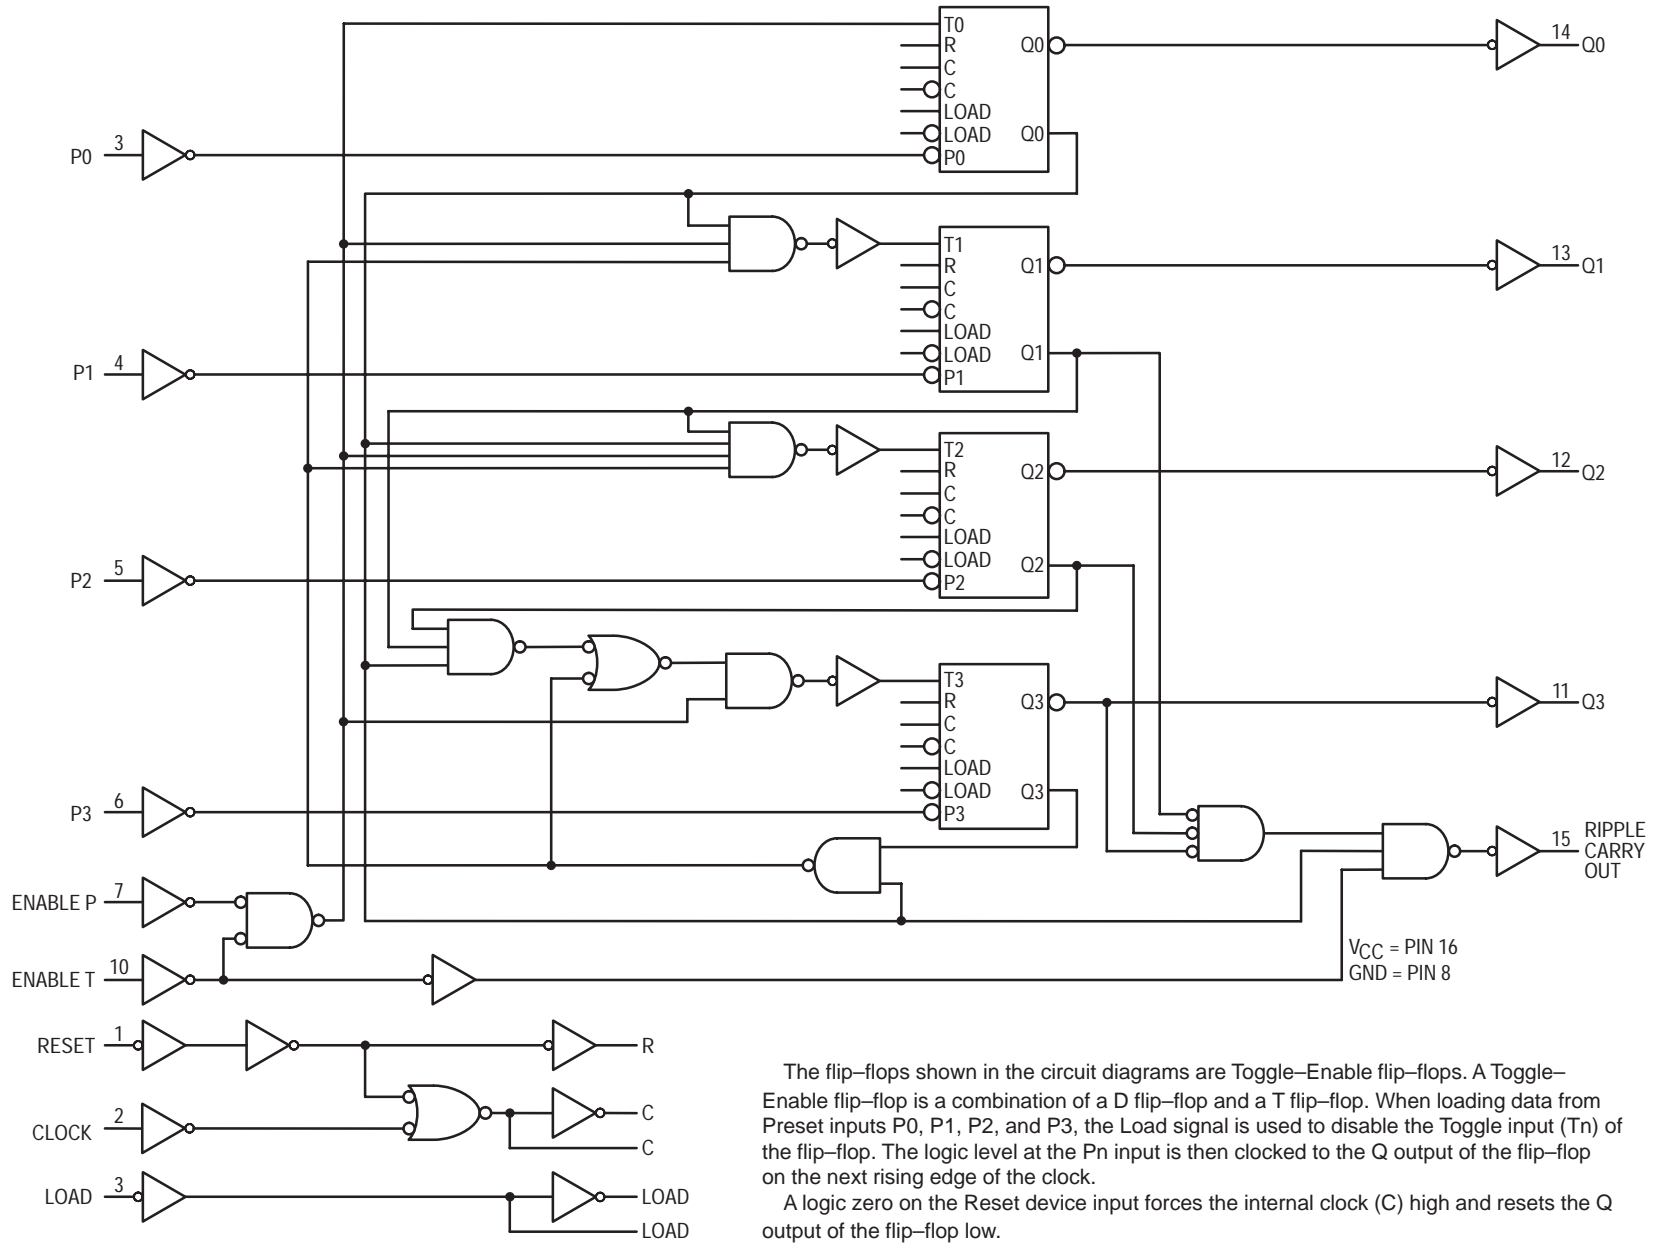 T0
R
Q0
14
Q0
C
C
LOAD
LOAD
Q0
P0
3
P0
T1
R
Q1
13
Q1
C
C
LOAD
LOAD
Q1
P1
4
P1
T2
R
Q2
12
Q2
C
C
LOAD
LOAD
Q2
P2
5
P2
T3
R
Q3
11
Q3
C
C
LOAD
LOAD
Q3
P3
6
P3
15
RIPPLE
CARRY
OUT
ENABLE P
7
ENABLE T
10
VCC = PIN 16
GND = PIN 8
RESET
1
R
CLOCK
2
C
C
LOAD
3
LOAD
LOAD
The flip–flops shown in the circuit diagrams are Toggle–Enable flip–flops. A Toggle–
Enable flip–flop is a combination of a D flip–flop and a T flip–flop. When loading data from
Preset inputs P0, P1, P2, and P3, the Load signal is used to disable the Toggle input (Tn) of
the flip–flop. The logic level at the Pn input is then clocked to the Q output of the flip–flop
on the next rising edge of the clock.
A logic zero on the Reset device input forces the internal clock (C) high and resets the Q
output of the flip–flop low.